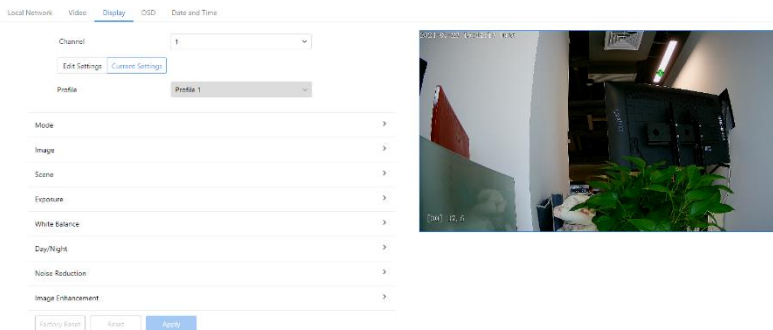 Local Network Video Display OSD Date and Time
Channel 1
Edit Settings Current Settings
Profile Profile 1
Mode
Image
Scene
Exposure
White Balance
Day/Night
Noise Reduction
Image Enhancement
Factory Reset Reset Apply